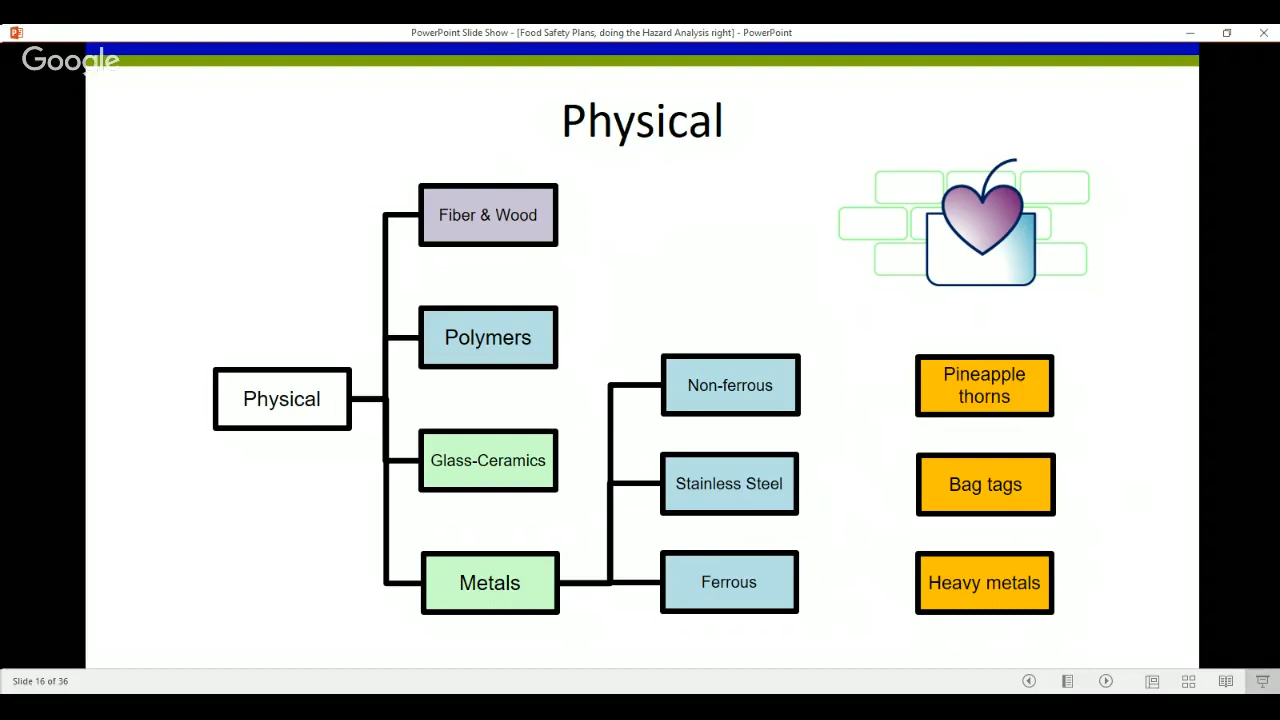 PowerPoint Slide Show - [Food Safety Plans, doing the Hazard Analysis right] - PowerPoint
Google
Physical
Fiber & Wood
Polymers
Physical
Glass-Ceramics
Metals
Non-ferrous
Stainless Steel
Ferrous
Pineapple
thorns
Bag tags
Heavy metals
Slide 16 of 36